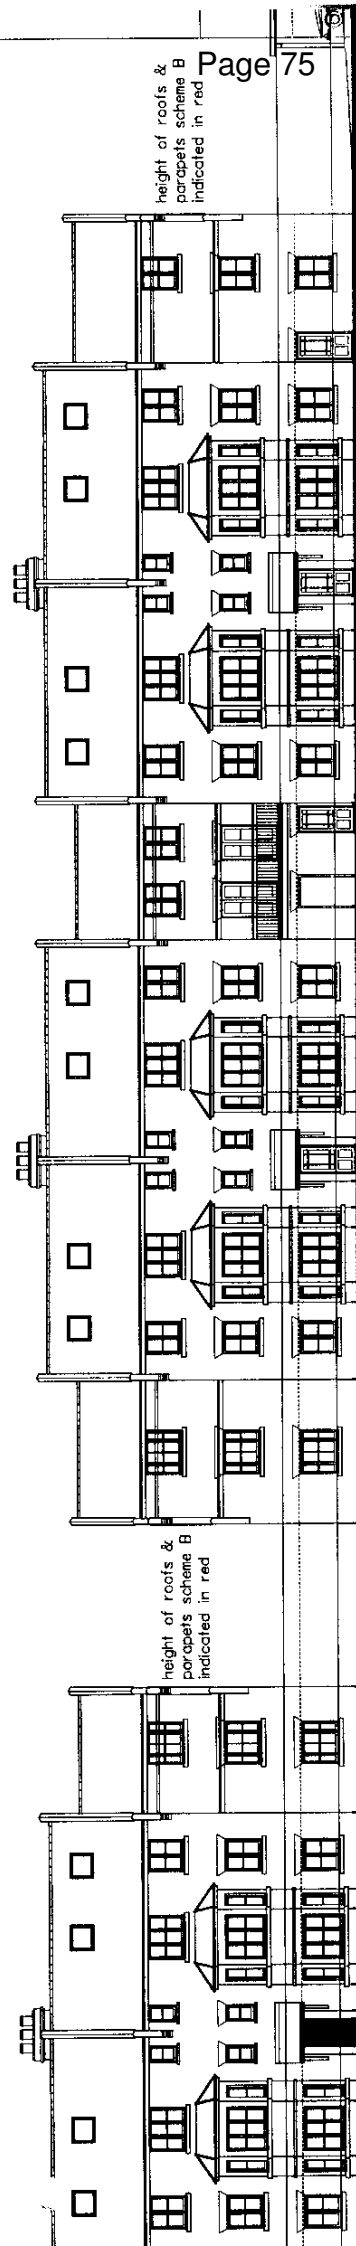 Page 75
height of roofs &
parapets scheme B
indicated in red
height of roofs &
parapets scheme B
indicated in red